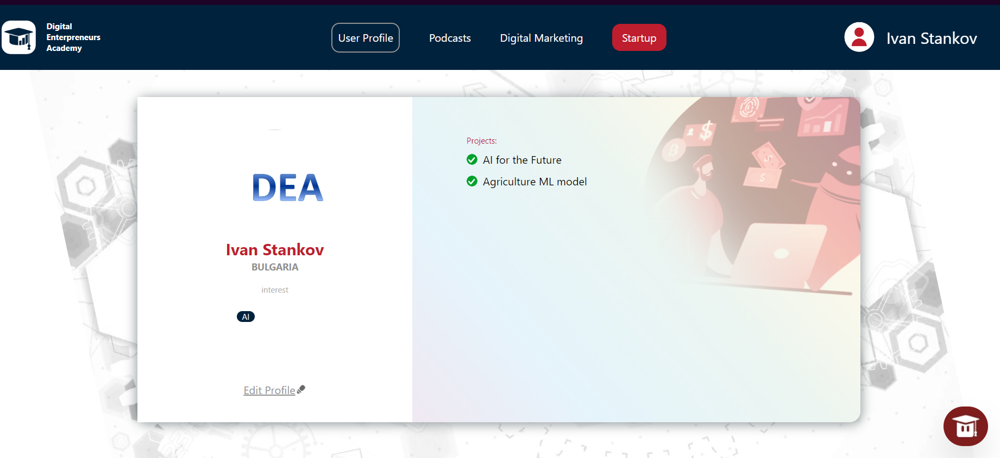 Digital
Enterpreneurs
Academy
User Profile
Podcasts
Digital Marketing
Startup
Ivan Stankov
DEA
Ivan Stankov
BULGARIA
interest
AI
Edit Profile
Projects:
AI for the Future
Agriculture ML model